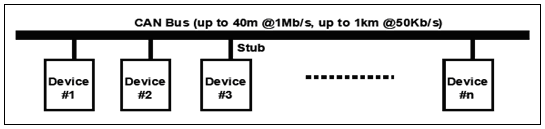 CAN Bus (up to 40m @1Mb/s, up to 1km @50Kb/s)
Stub
Device
#1
Device
#2
Device
#3
Device
#n